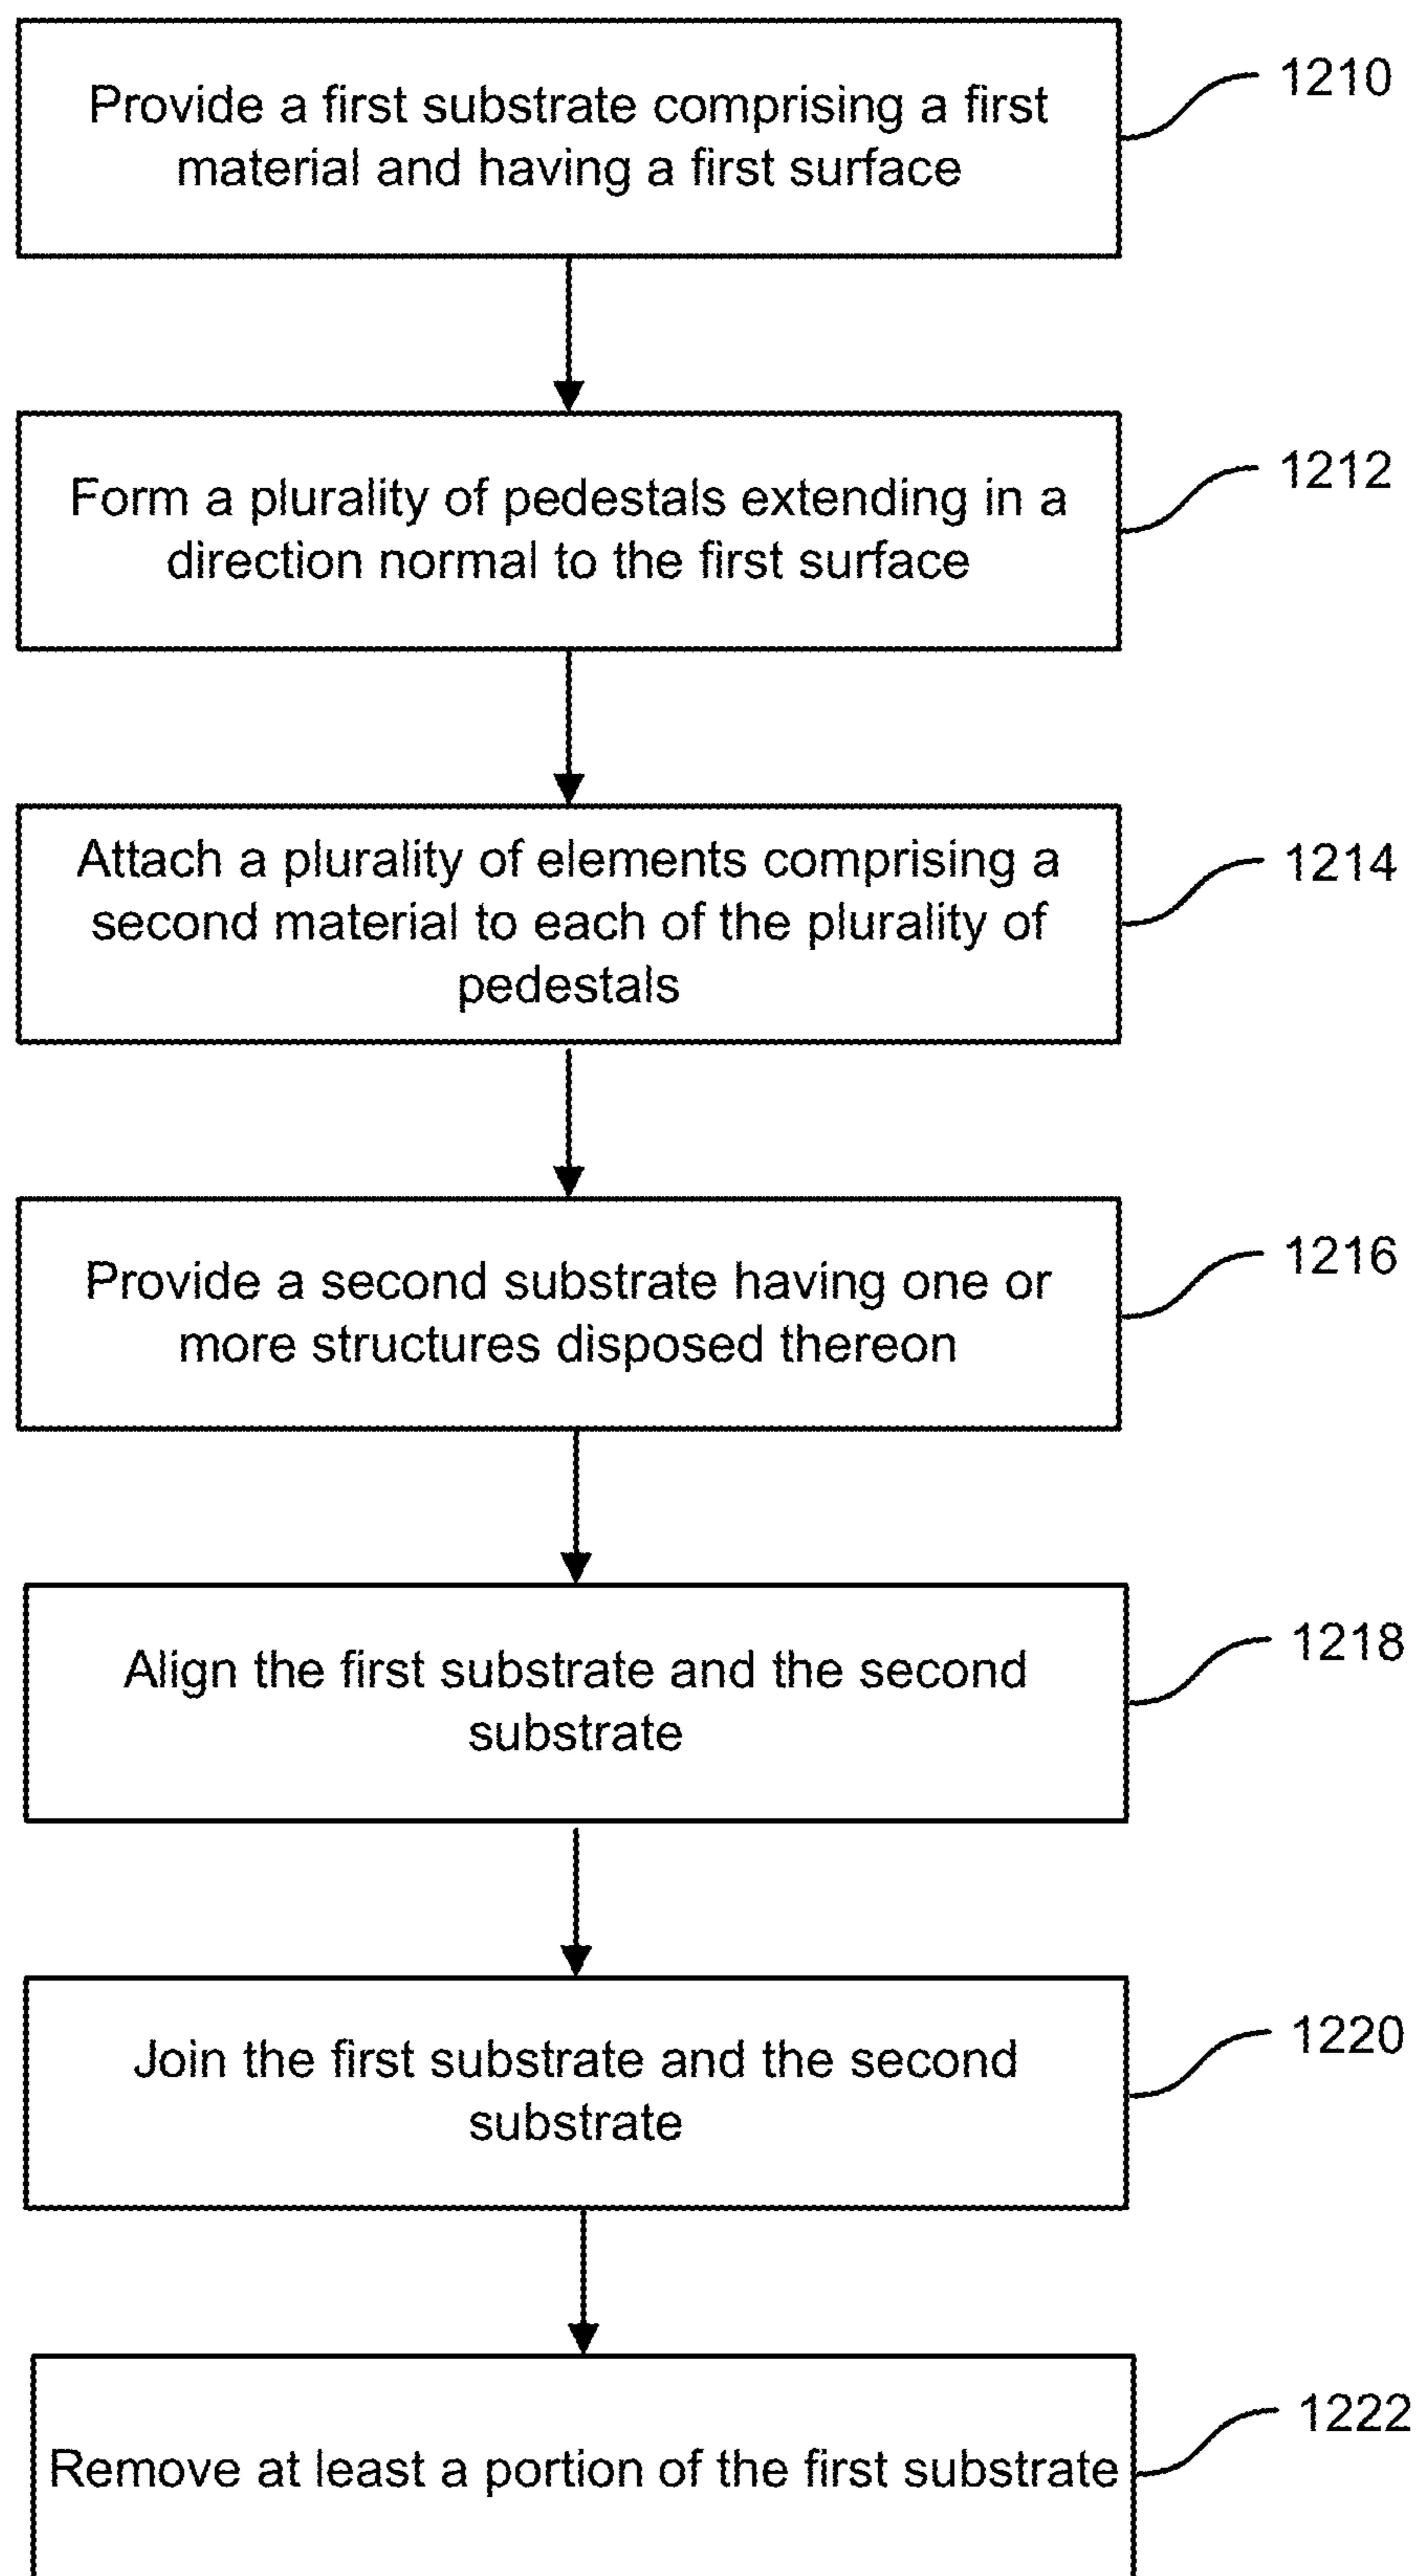 Provide a first substrate comprising a first
material and having a first surface
1210
Form a plurality of pedestals extending in a
direction normal to the first surface
1212
Attach a plurality of elements comprising a
second material to each of the plurality of
pedestals
1214
Provide a second substrate having one or
more structures disposed thereon
1216
Align the first substrate and the second
substrate
1218
Join the first substrate and the second
substrate
1220
Remove at least a portion of the first substrate
1222